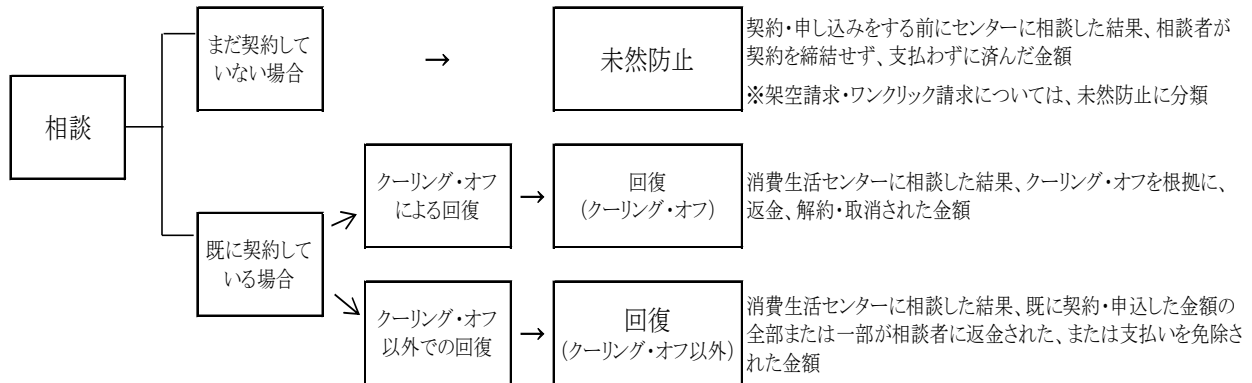 相談
まだ契約して
いない場合
→
未然防止
契約・申し込みをする前にセンターに相談した結果、相談者が
契約を締結せず、支払わずに済んだ金額
※架空請求・ワンクリック請求については、未然防止に分類
既に契約して
いる場合
クーリング・オフ
による回復
→
回復
(クーリング・オフ)
消費生活センターに相談した結果、クーリング・オフを根拠に、
返金、解約・取消された金額
クーリング・オフ
以外での回復
→
回復
(クーリング・オフ以外)
消費生活センターに相談した結果、既に契約・申込した金額の
全部または一部が相談者に返金された、または支払いを免除さ
れた金額